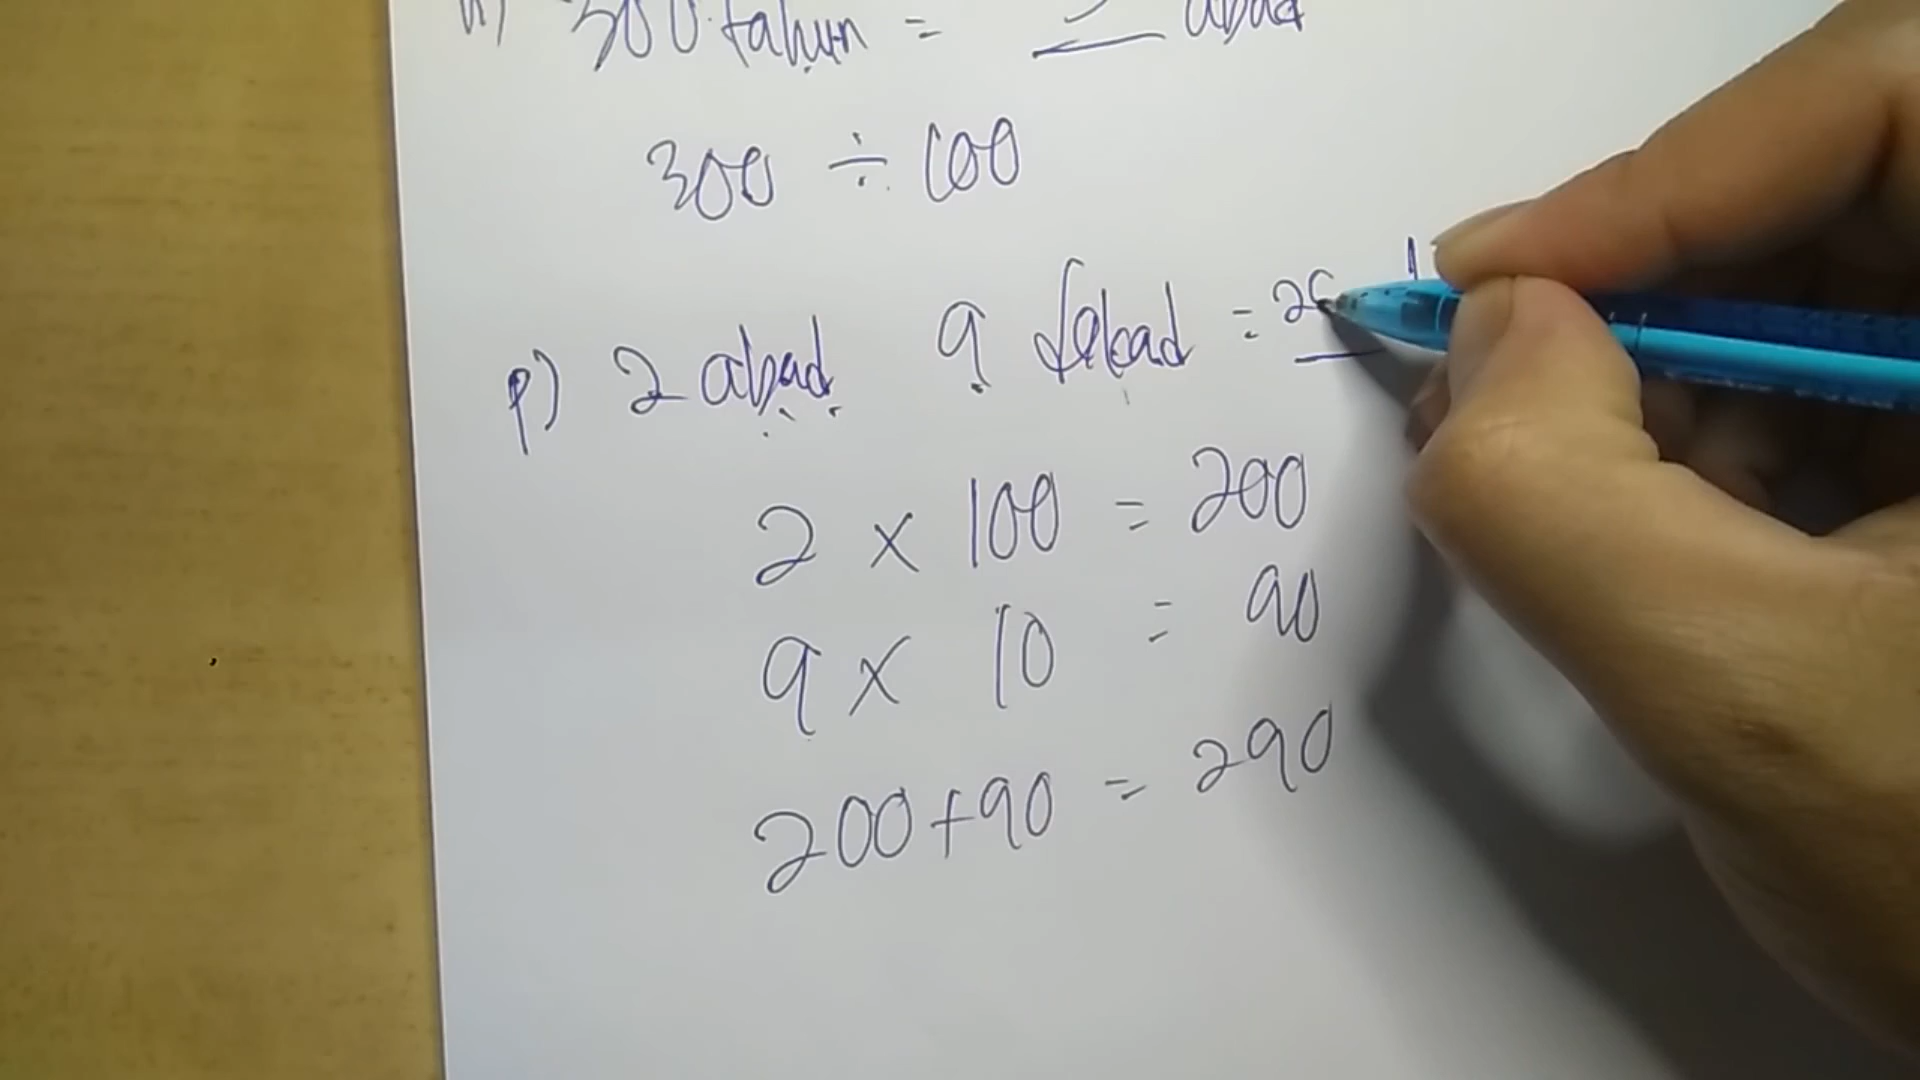 300 tahun = 3 abad
300 ÷ 100
p) 2 abad 9 dekad = 29
2 × 100 = 200
9 × 10 = 90
200 + 90 = 290